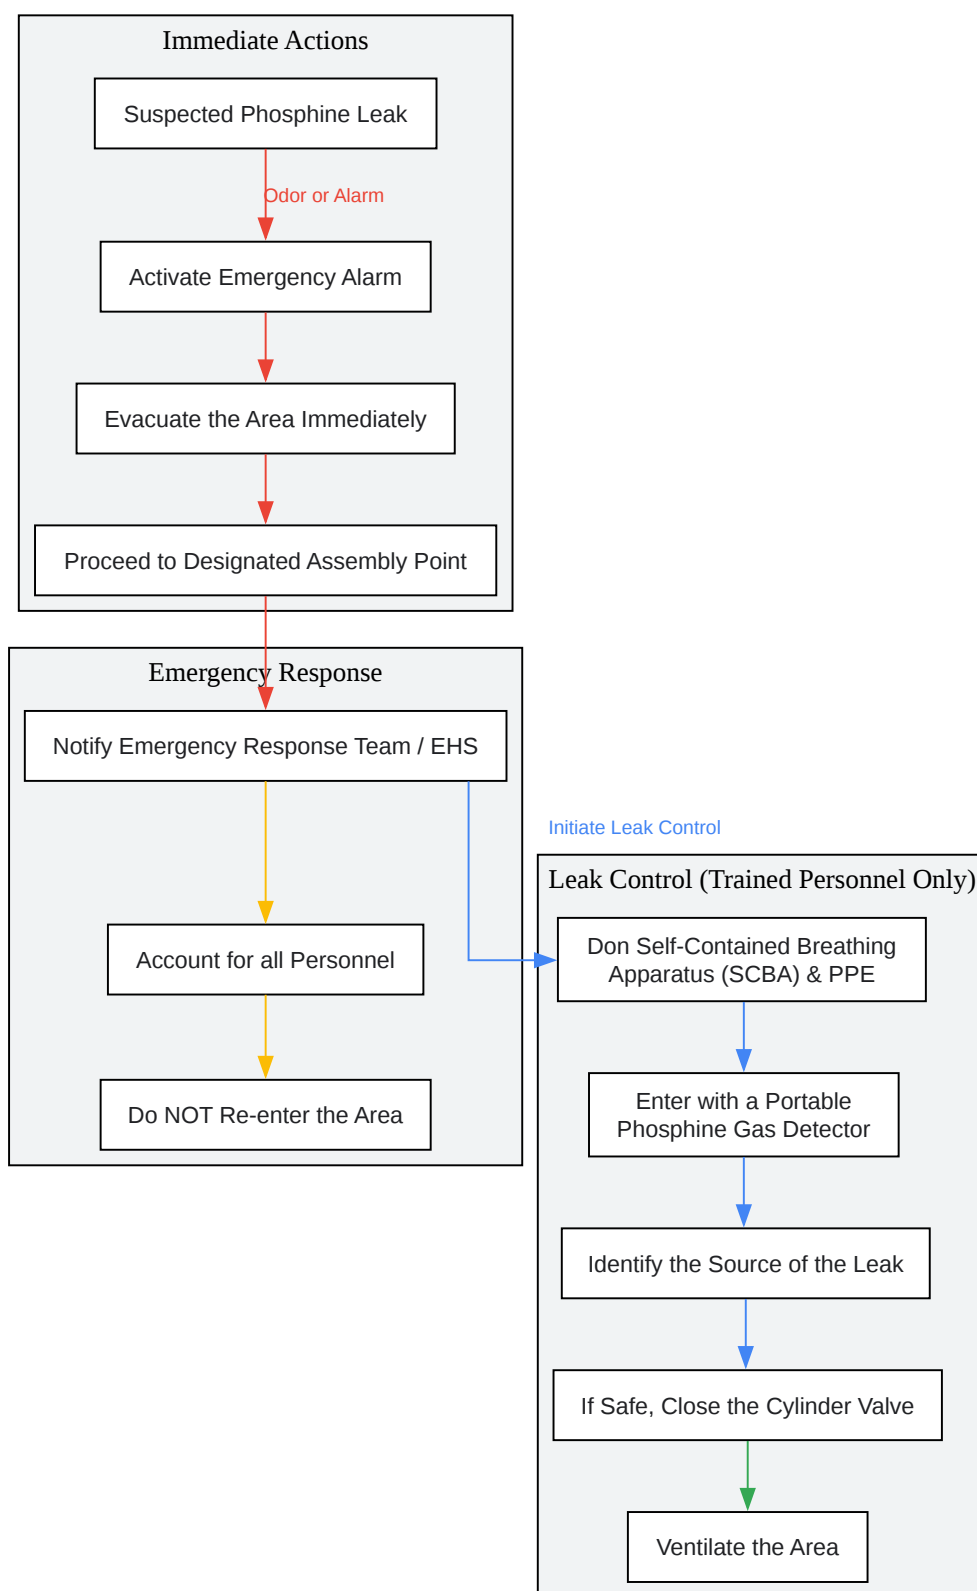 Immediate Actions
Suspected Phosphine Leak
Odor or Alarm
Activate Emergency Alarm
Evacuate the Area Immediately
Proceed to Designated Assembly Point
Emergency Response
Notify Emergency Response Team / EHS
Account for all Personnel
Do NOT Re-enter the Area
Initiate Leak Control
Leak Control (Trained Personnel Only)
Don Self-Contained Breathing
Apparatus (SCBA) & PPE
Enter with a Portable
Phosphine Gas Detector
Identify the Source of the Leak
If Safe, Close the Cylinder Valve
Ventilate the Area